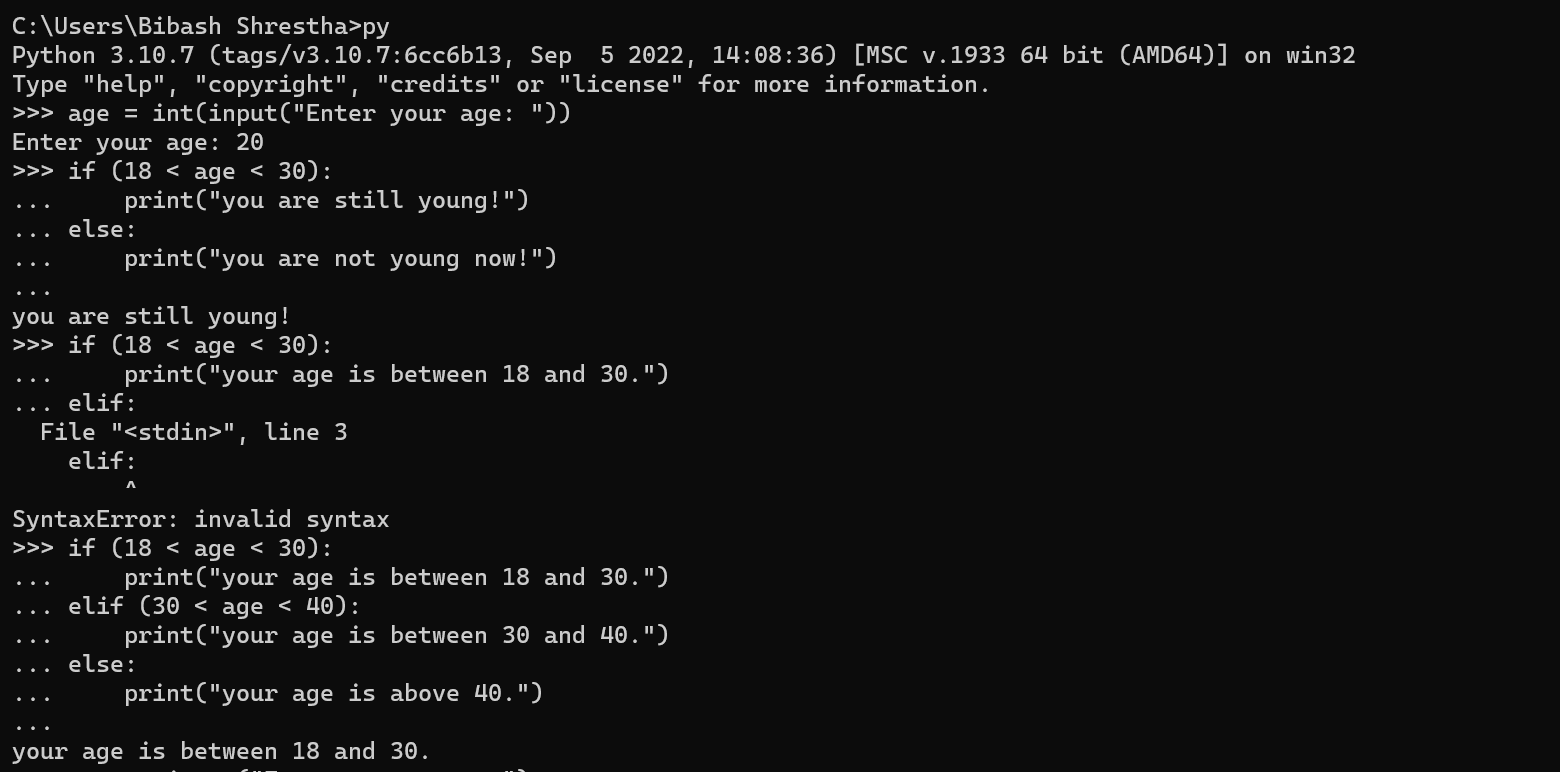 C:\Users\Bibash Shrestha>py
Python 3.10.7 (tags/v3.10.7:6cc6b13, Sep  5 2022, 14:08:36) [MSC v.1933 64 bit (AMD64)] on win32
Type "help", "copyright", "credits" or "license" for more information.
>>> age = int(input("Enter your age: "))
Enter your age: 20
>>> if (18 < age < 30):
...     print("you are still young!")
... else:
...     print("you are not young now!")
...
you are still young!
>>> if (18 < age < 30):
...     print("your age is between 18 and 30.")
... elif:
  File "<stdin>", line 3
    elif:
        ^
SyntaxError: invalid syntax
>>> if (18 < age < 30):
...     print("your age is between 18 and 30.")
... elif (30 < age < 40):
...     print("your age is between 30 and 40.")
... else:
...     print("your age is above 40.")
...
your age is between 18 and 30.